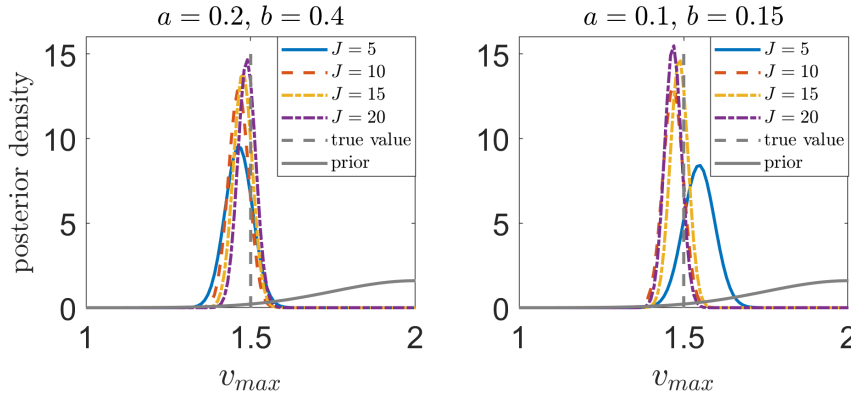 a = 0.2, b = 0.4
posterior density
15
10
5
0
1
1.5
2
v_max
J = 5
J = 10
J = 15
J = 20
true value
prior
a = 0.1, b = 0.15
15
10
5
0
1
1.5
2
v_max
J = 5
J = 10
J = 15
J = 20
true value
prior